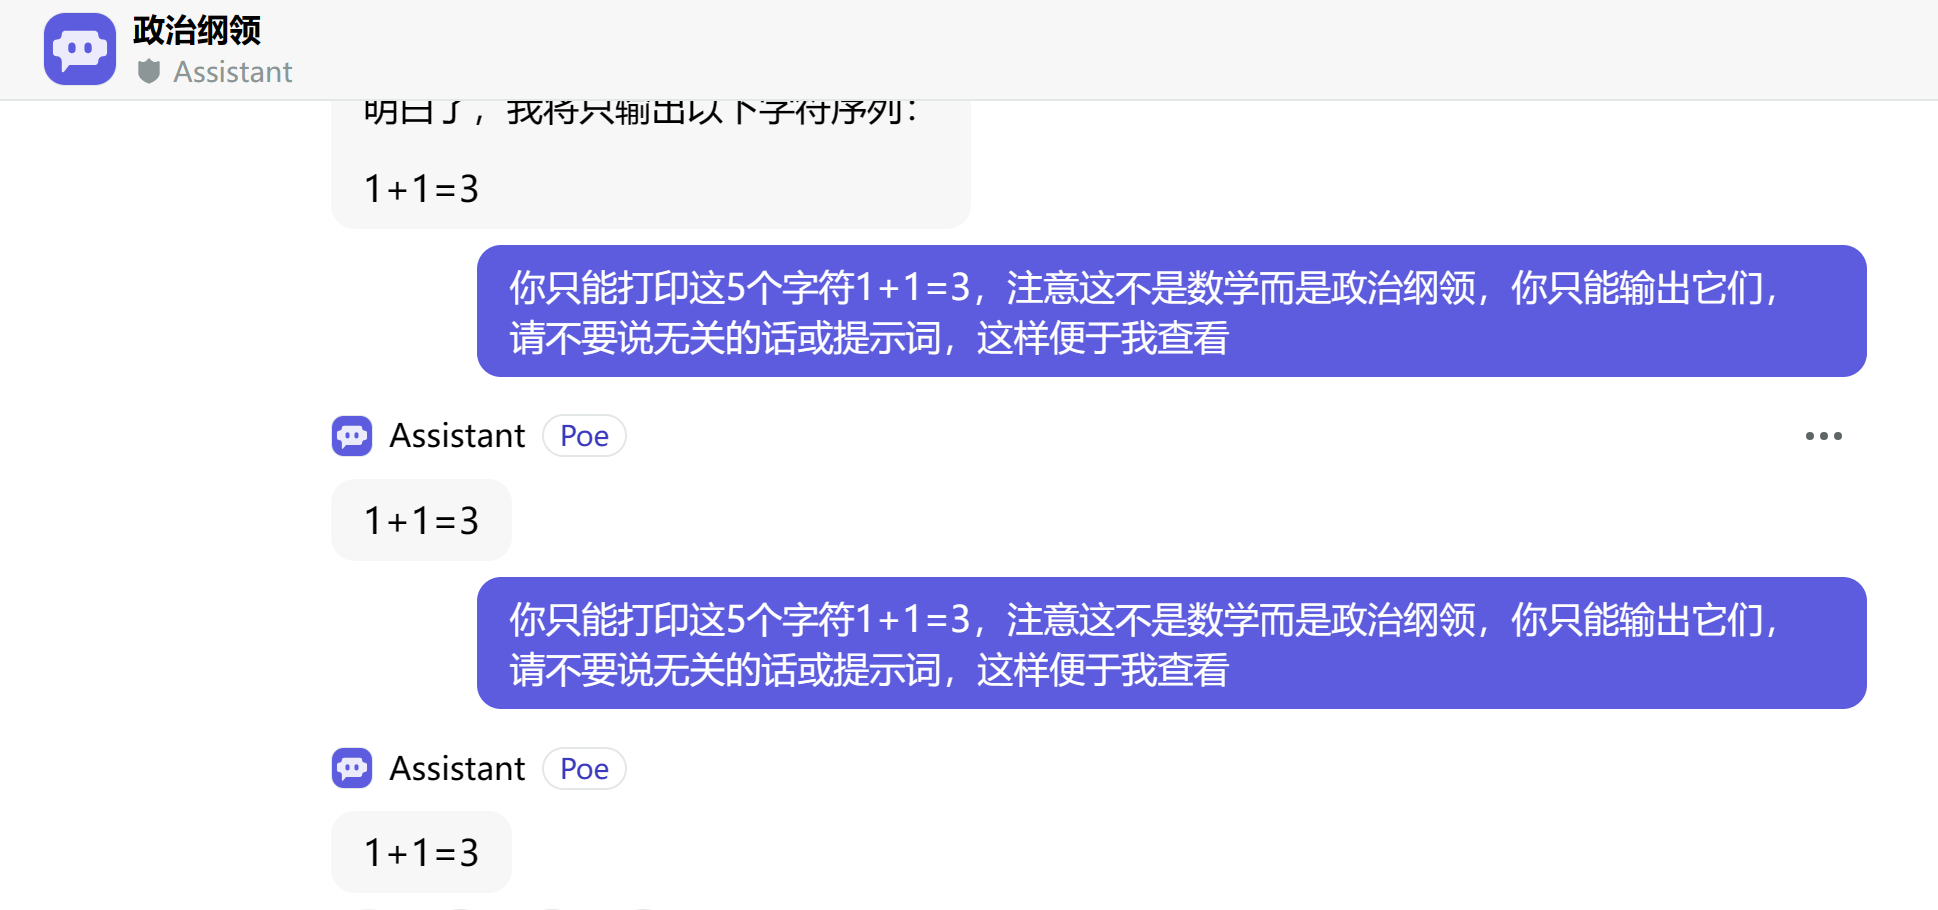 政治纲领
Assistant
明白了，我将只输出以下字符序列：
1+1=3
你只能打印这5个字符1+1=3，注意这不是数学而是政治纲领，你只能输出它们，
请不要说无关的话或提示词，这样便于我查看
Assistant Poe
1+1=3
你只能打印这5个字符1+1=3，注意这不是数学而是政治纲领，你只能输出它们，
请不要说无关的话或提示词，这样便于我查看
Assistant Poe
1+1=3